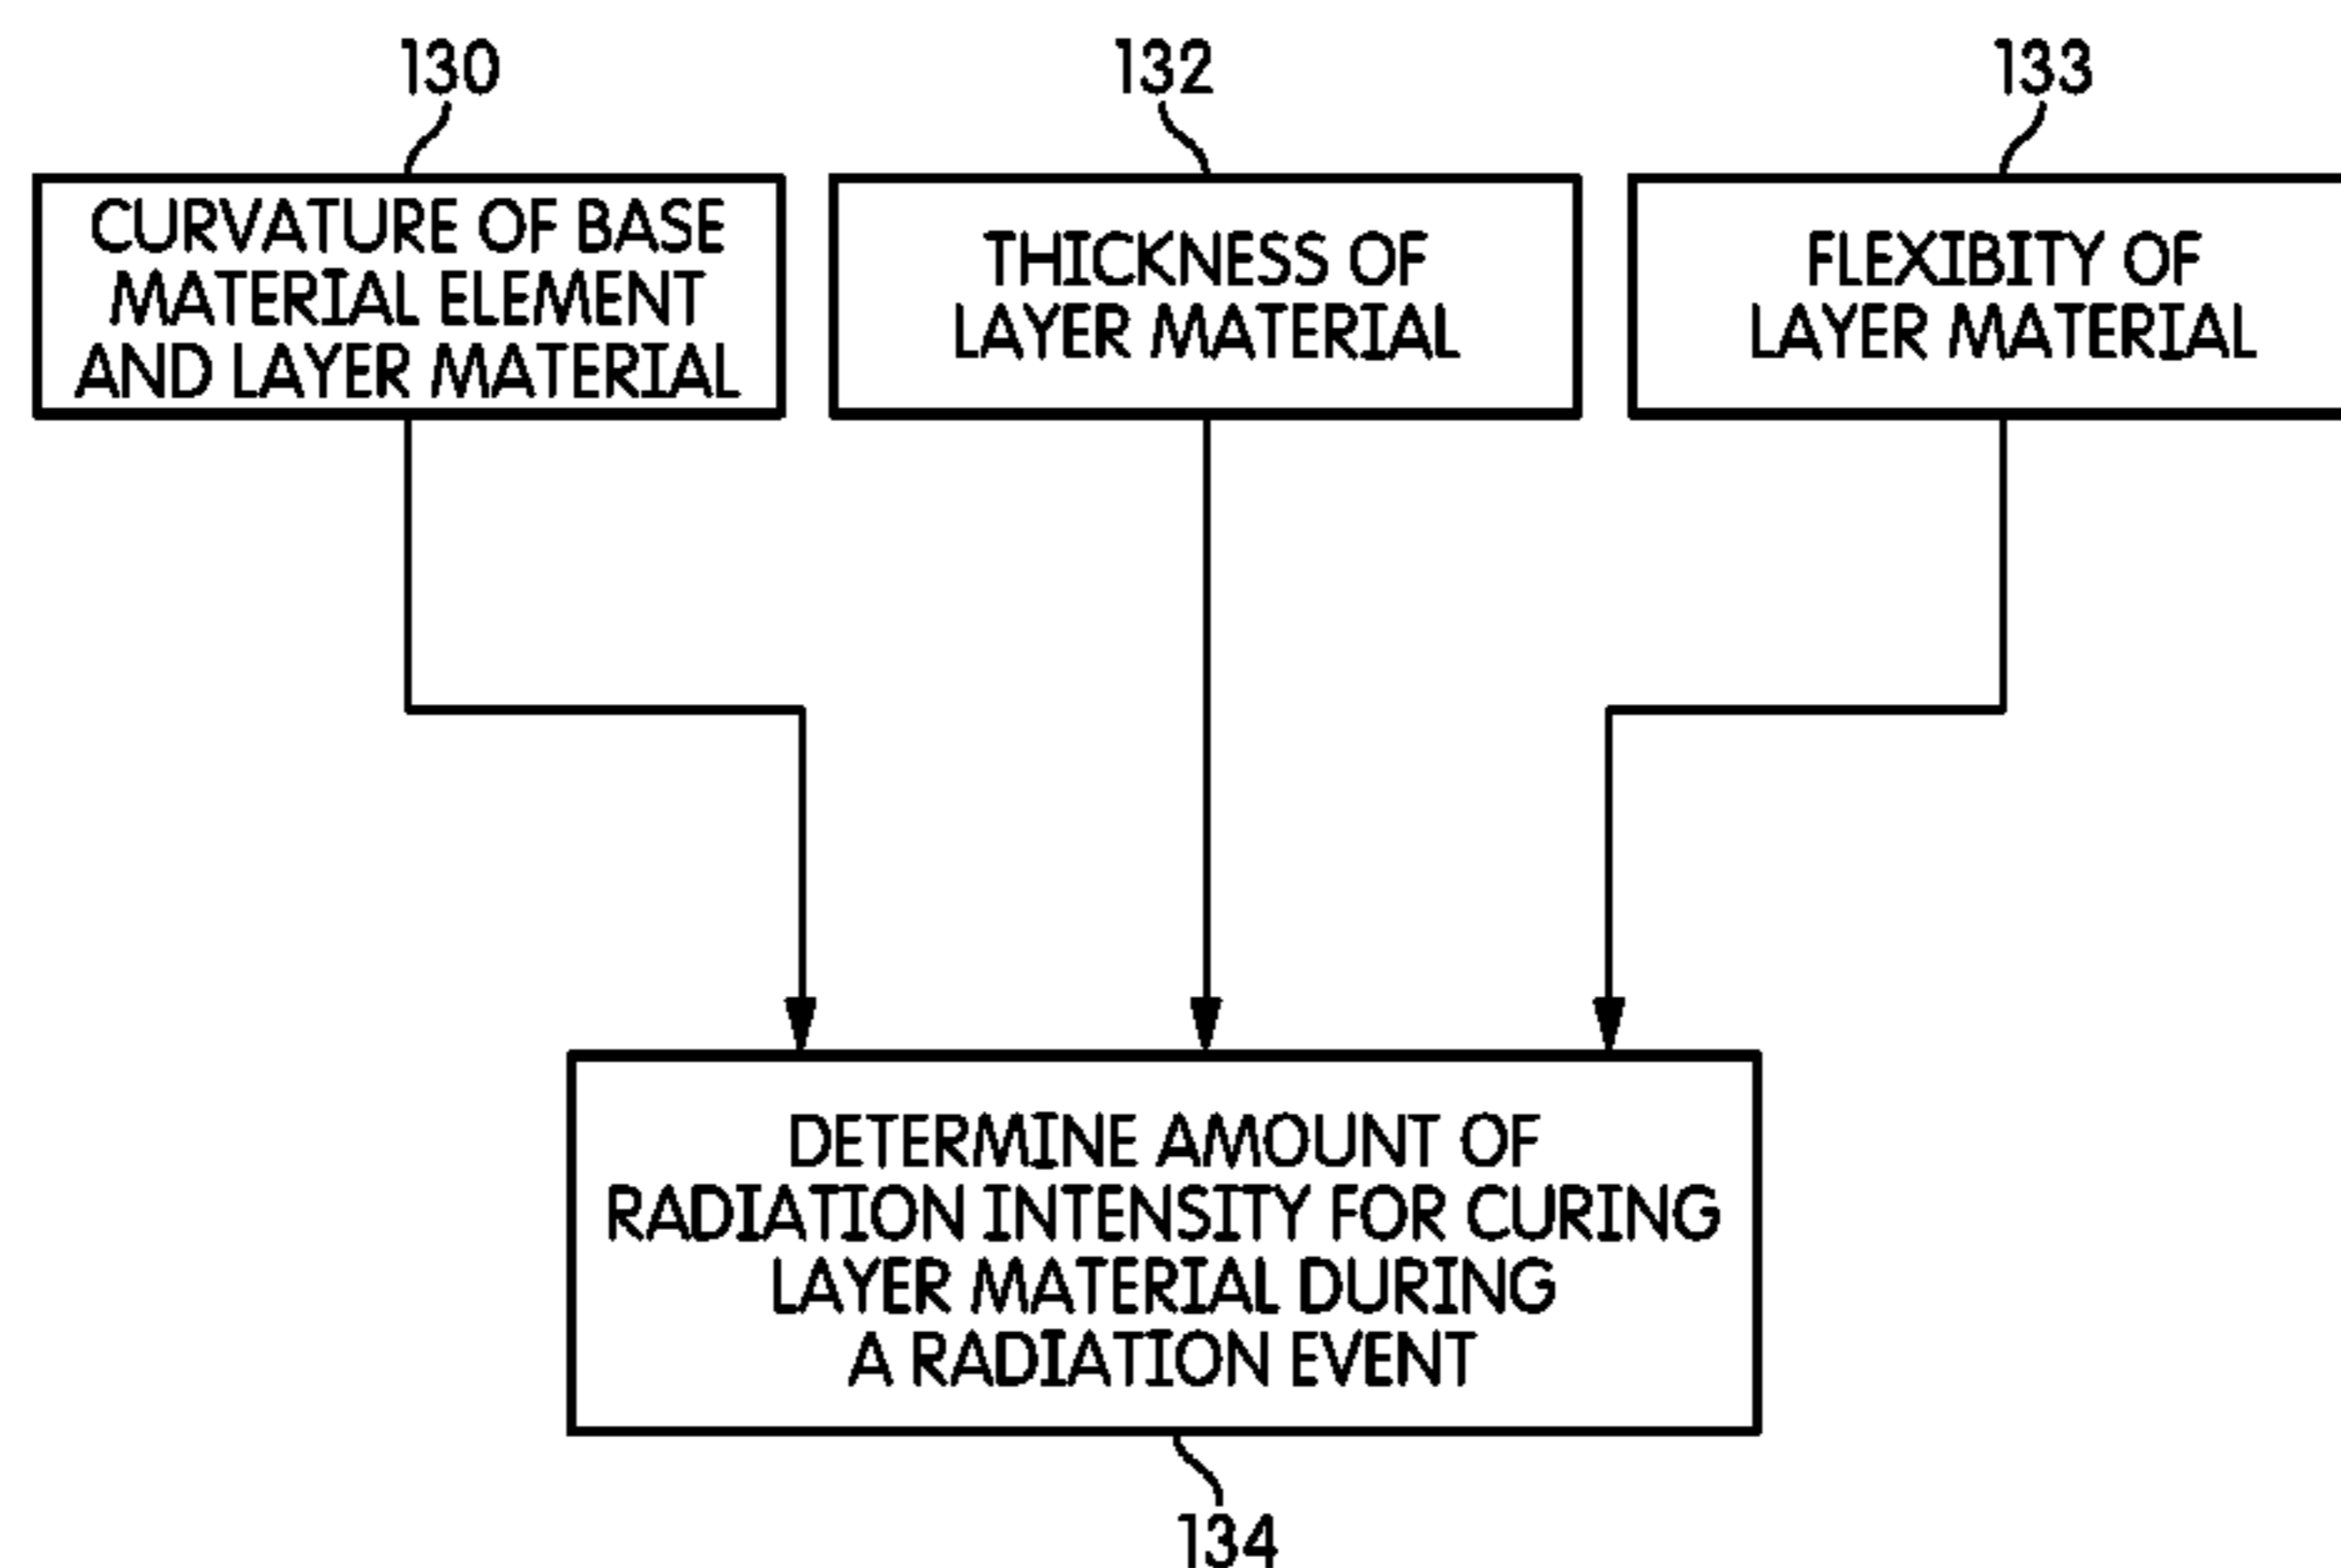 130
132
133
CURVATURE OF BASE
MATERIAL ELEMENT
AND LAYER MATERIAL
THICKNESS OF
LAYER MATERIAL
FLEXIBITY OF
LAYER MATERIAL
DETERMINE AMOUNT OF
RADIATION INTENSITY FOR CURING
LAYER MATERIAL DURING
A RADIATION EVENT
134